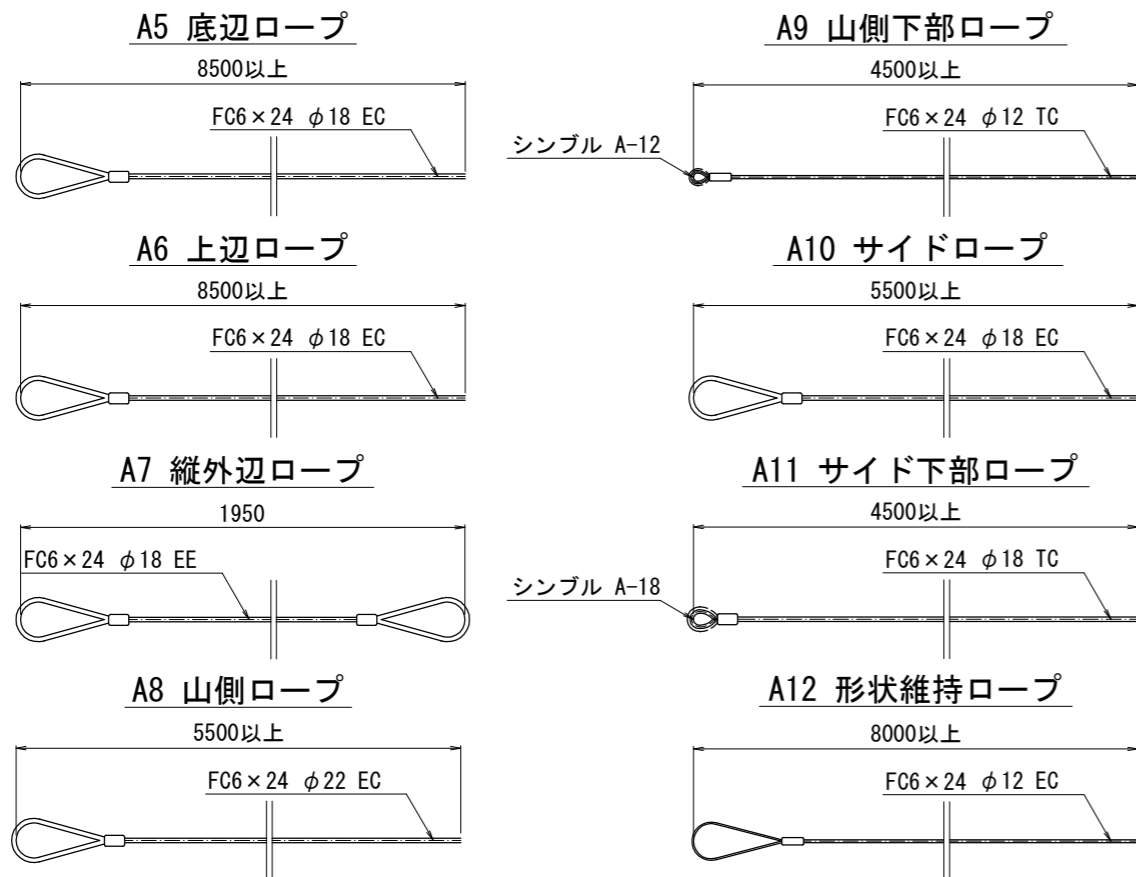 A5 底辺ロープ
8500以上
FC6×24 φ18 EC
A6 上辺ロープ
8500以上
FC6×24 φ18 EC
A7 縦外辺ロープ
1950
FC6×24 φ18 EE
A8 山側ロープ
5500以上
FC6×24 φ22 EC
A9 山側下部ロープ
4500以上
FC6×24 φ12 TC
シンブル A-12
A10 サイドロープ
5500以上
FC6×24 φ18 EC
A11 サイド下部ロープ
4500以上
FC6×24 φ18 TC
シンブル A-18
A12 形状維持ロープ
8000以上
FC6×24 φ12 EC